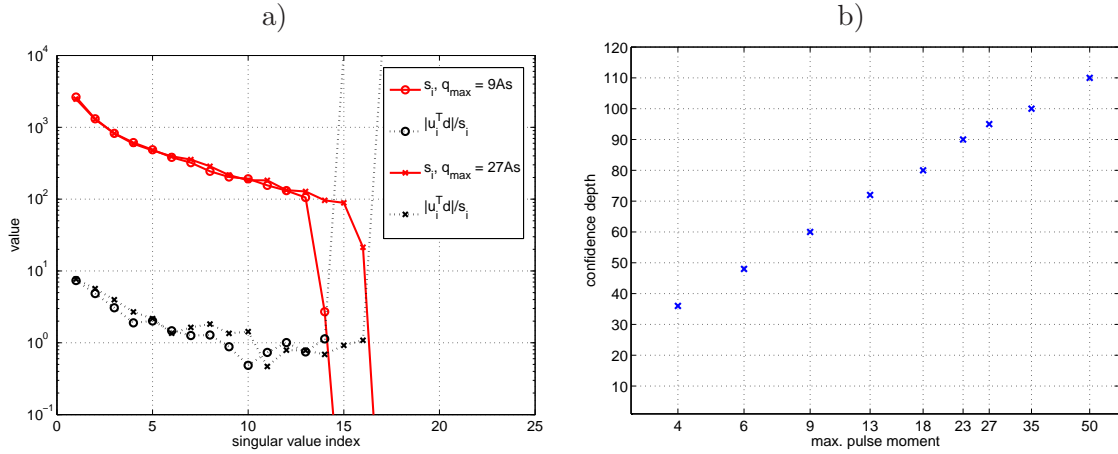 a)
10^4
10^3
10^2
10^1
10^0
10^-1
value
0 5 10 15 20 25
singular value index
s_i, q_max = 9As
|u_i^T d|/s_i
s_i, q_max = 27As
|u_i^T d|/s_i
b)
120
110
100
90
80
70
60
50
40
30
20
10
confidence depth
4 6 9 13 18 23 27 35 50
max. pulse moment